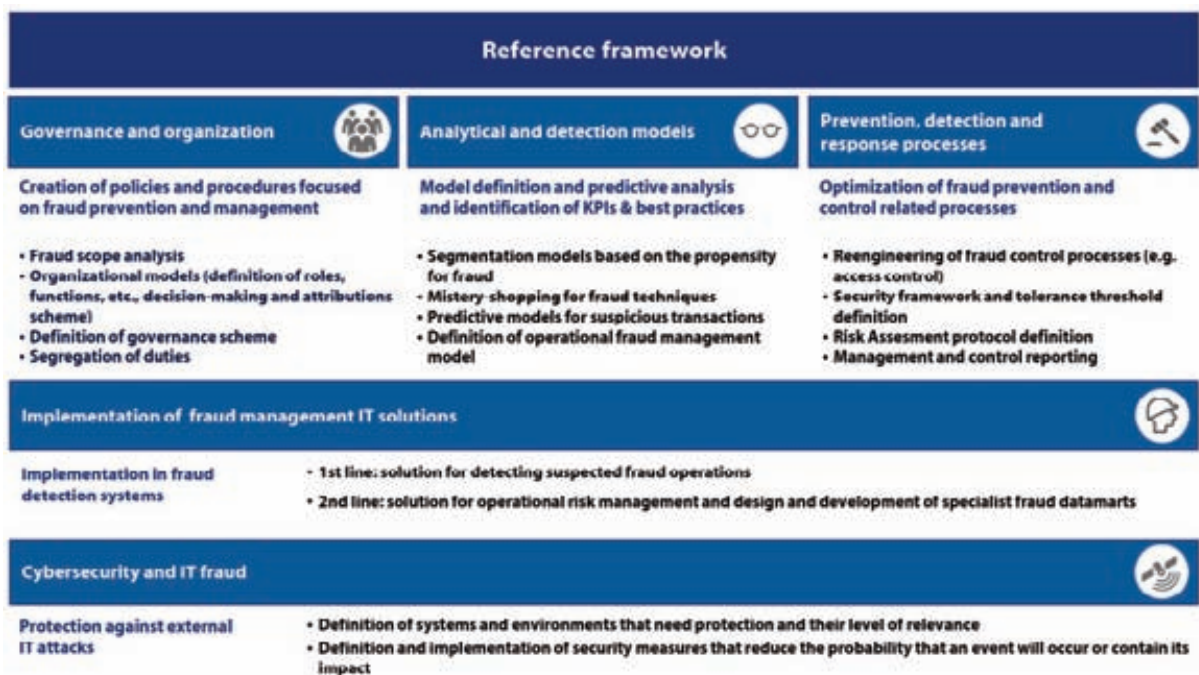 Reference framework
Governance and organization
Creation of policies and procedures focused
on fraud prevention and management
• Fraud scope analysis
• Organizational models (definition of roles,
functions, etc., decision-making and attributions
scheme)
• Definition of governance scheme
• Segregation of duties
Analytical and detection models
Model definition and predictive analysis
and identification of KPIs & best practices
• Segmentation models based on the propensity
for fraud
• Mistery-shopping for fraud techniques
• Predictive models for suspicious transactions
• Definition of operational fraud management
model
Prevention, detection and
response processes
Optimization of fraud prevention and
control related processes
• Reengineering of fraud control processes (e.g.
access control)
• Security framework and tolerance threshold
definition
• Risk Assesment protocol definition
• Management and control reporting
Implementation of fraud management IT solutions
Implementation in fraud
detection systems
• 1st line: solution for detecting suspected fraud operations
• 2nd line: solution for operational risk management and design and development of specialist fraud datamarts
Cybersecurity and IT fraud
Protection against external
IT attacks
• Definition of systems and environments that need protection and their level of relevance
• Definition and implementation of security measures that reduce the probability that an event will occur or contain its
impact